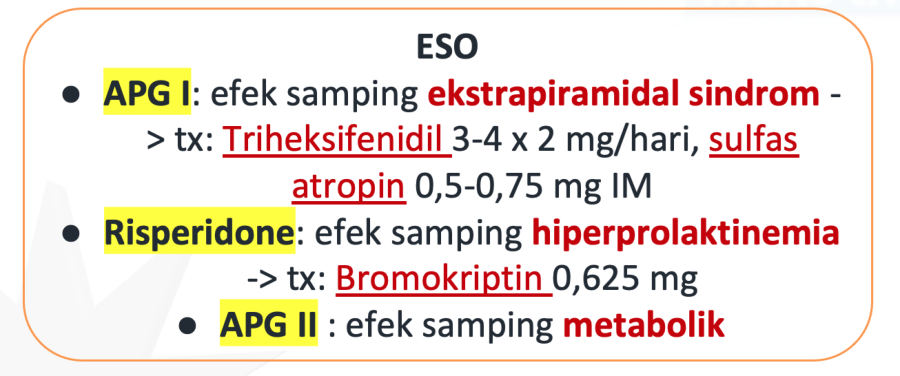 ESO
• APG I: efek samping ekstrapiramidal sindrom -
> tx: Triheksifenidil 3-4 x 2 mg/hari, sulfas
atropin 0,5-0,75 mg IM
• Risperidone: efek samping hiperprolaktinemia
-> tx: Bromokriptin 0,625 mg
• APG II : efek samping metabolik